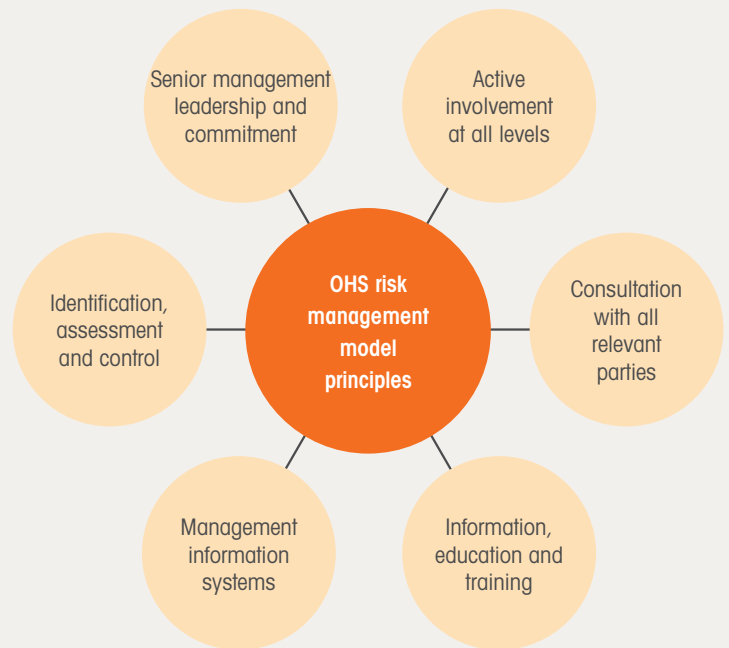 Senior management
leadership and
commitment
Active
involvement
at all levels
Identification,
assessment
and control
OHS risk
management
model
principles
Consultation
with all
relevant
parties
Management
information
systems
Information,
education and
training